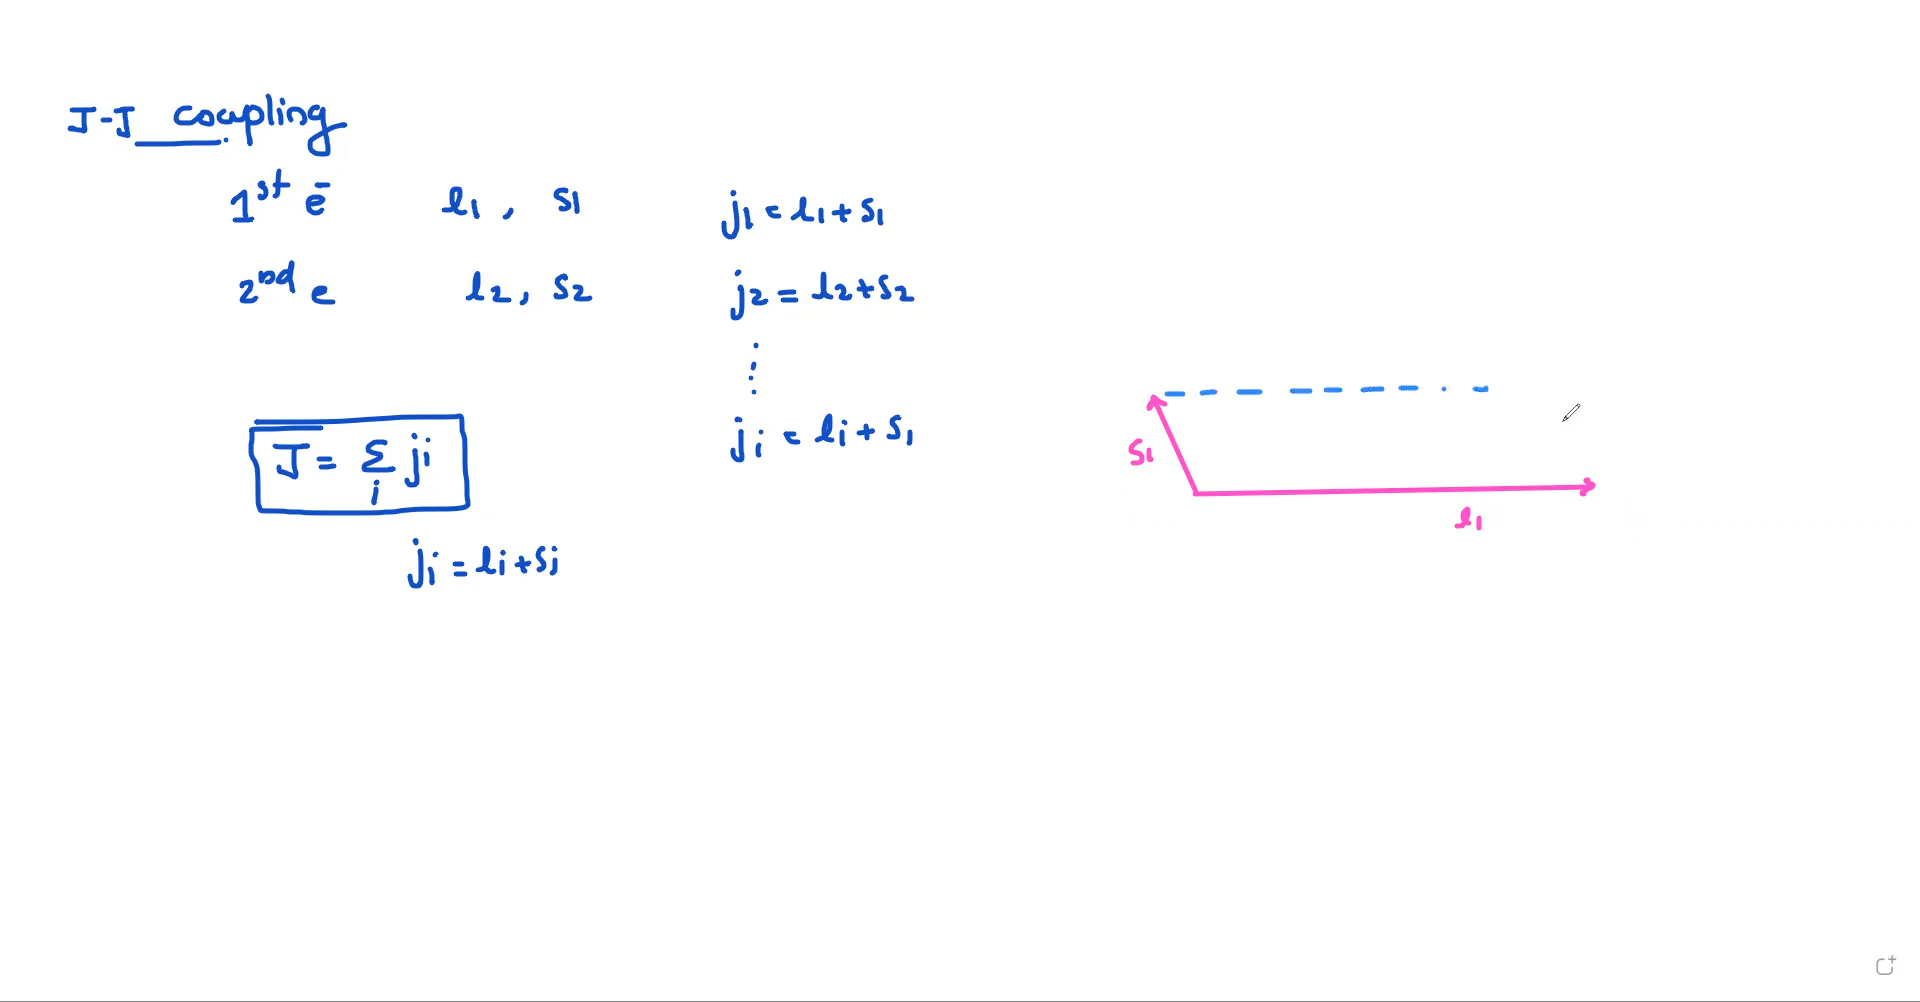 J-J coupling
1st e̅ l1, s1 j1 = l1+s1
2nd e l2, s2 j2 = l2+s2
⋮
ji = li + s1
J = Σ ji
i
ji = li+si
s1
l1